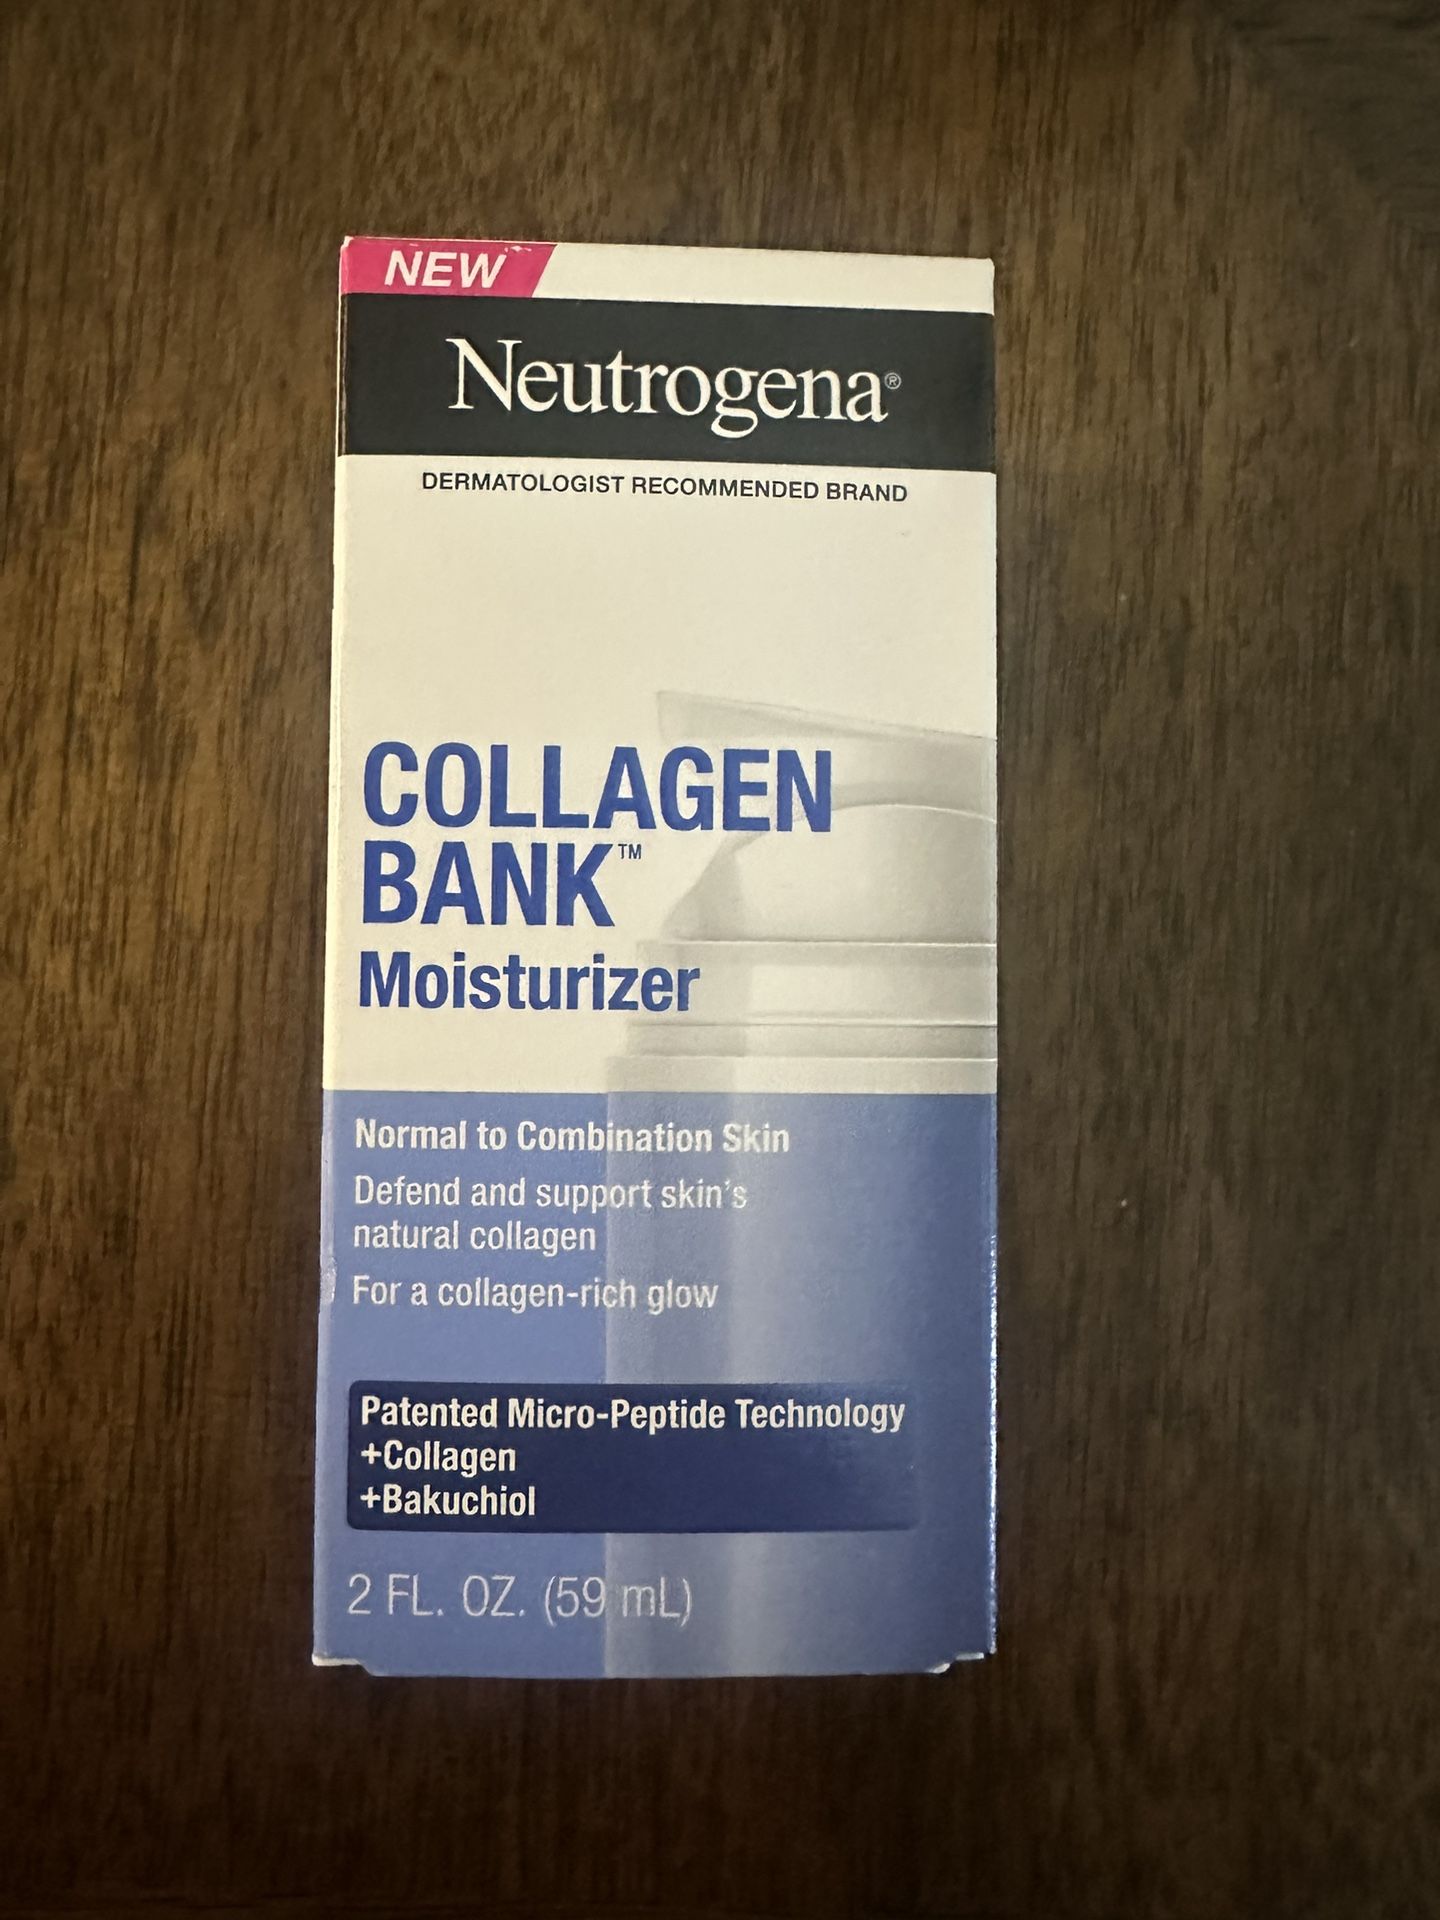 NEW
Neutrogena®
DERMATOLOGIST RECOMMENDED BRAND
COLLAGEN
BANK™
Moisturizer
Normal to Combination Skin
Defend and support skin's
natural collagen
For a collagen-rich glow
Patented Micro-Peptide Technology
+Collagen
+Bakuchiol
2 FL. OZ. (59 mL)